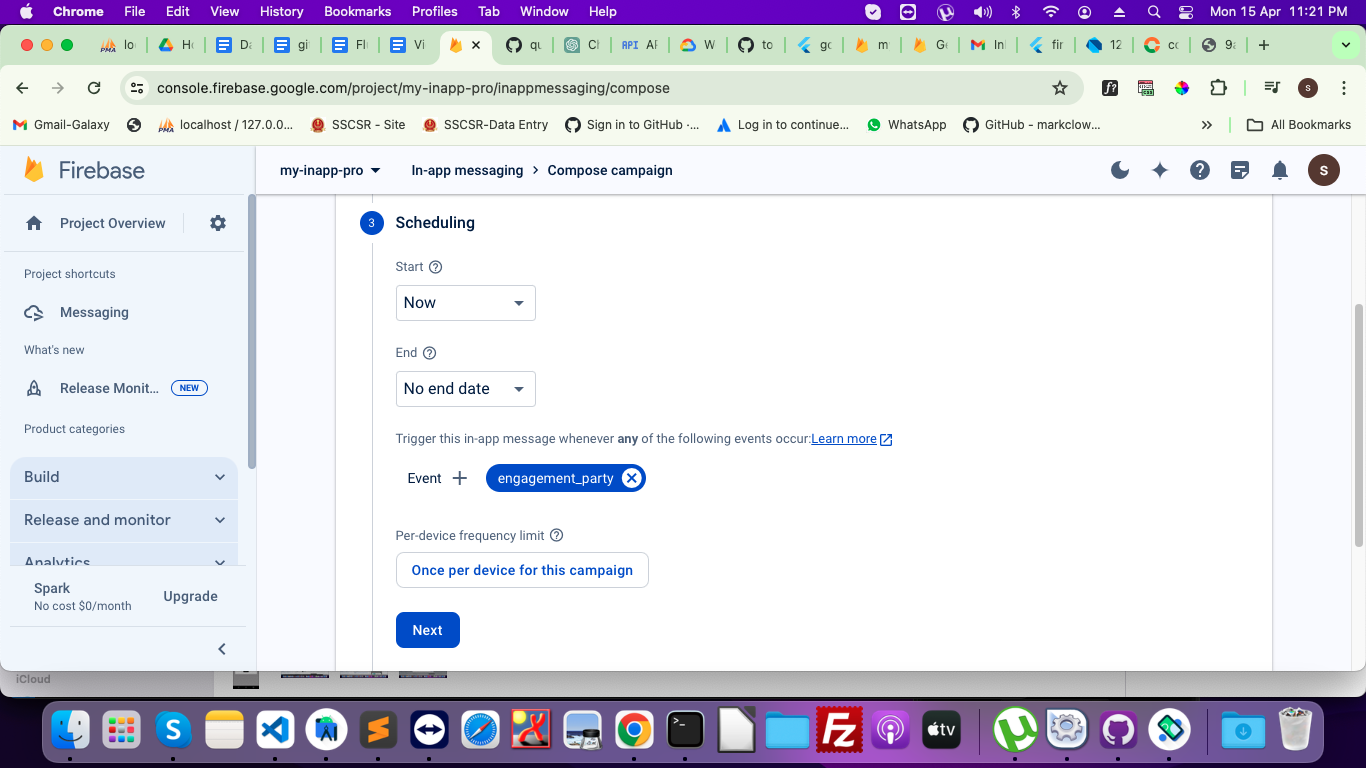 Chrome File Edit View History Bookmarks Profiles Tab Window Help Mon 15 Apr 11:21 PM
lo He Da gi Fl Vi qu Ch API AF W to go m Ge In fir 12 co 9a
console.firebase.google.com/project/my-inapp-pro/inappmessaging/compose s
Gmail-Galaxy localhost / 127.0.0... SSCSR - Site SSCSR-Data Entry Sign in to GitHub ·... Log in to continue... WhatsApp GitHub - markclow... » All Bookmarks
Firebase my-inapp-pro In-app messaging > Compose campaign S
Project Overview
Project shortcuts
Messaging
What's new
Release Monit... NEW
Product categories
Build
Release and monitor
Analytics
Spark
No cost $0/month
Upgrade
3 Scheduling
Start
Now
End
No end date
Trigger this in-app message whenever any of the following events occur:Learn more
Event + engagement_party
Per-device frequency limit
Once per device for this campaign
Next
iCloud